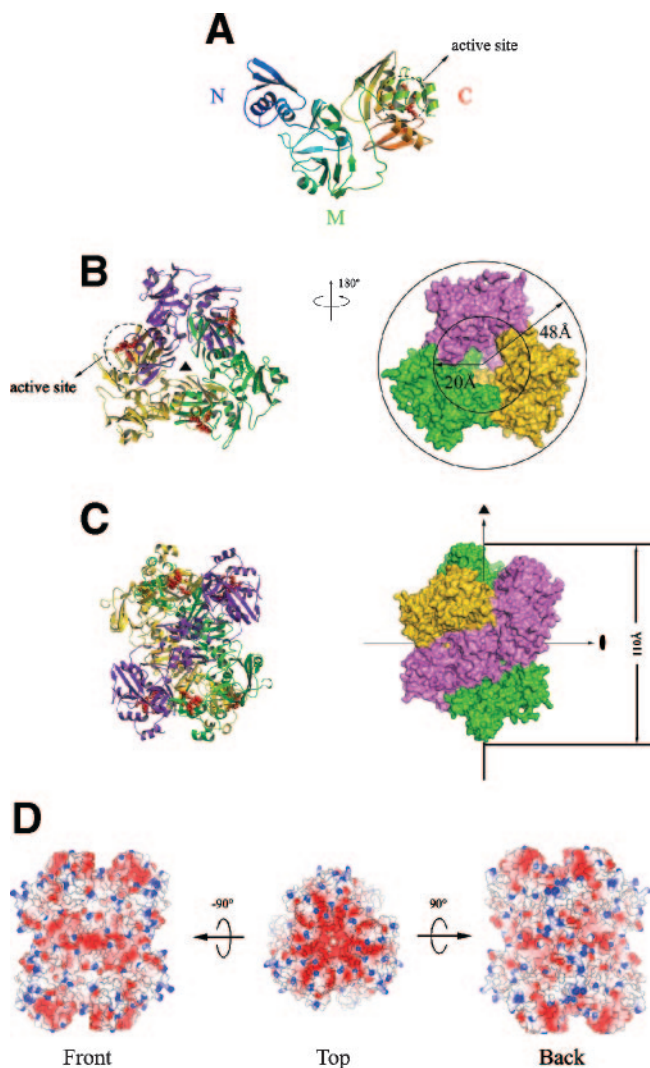 A
active site
N
C
M
B
180°
48Å
20Å
active site
C
110Å
D
-90°
90°
Front
Top
Back